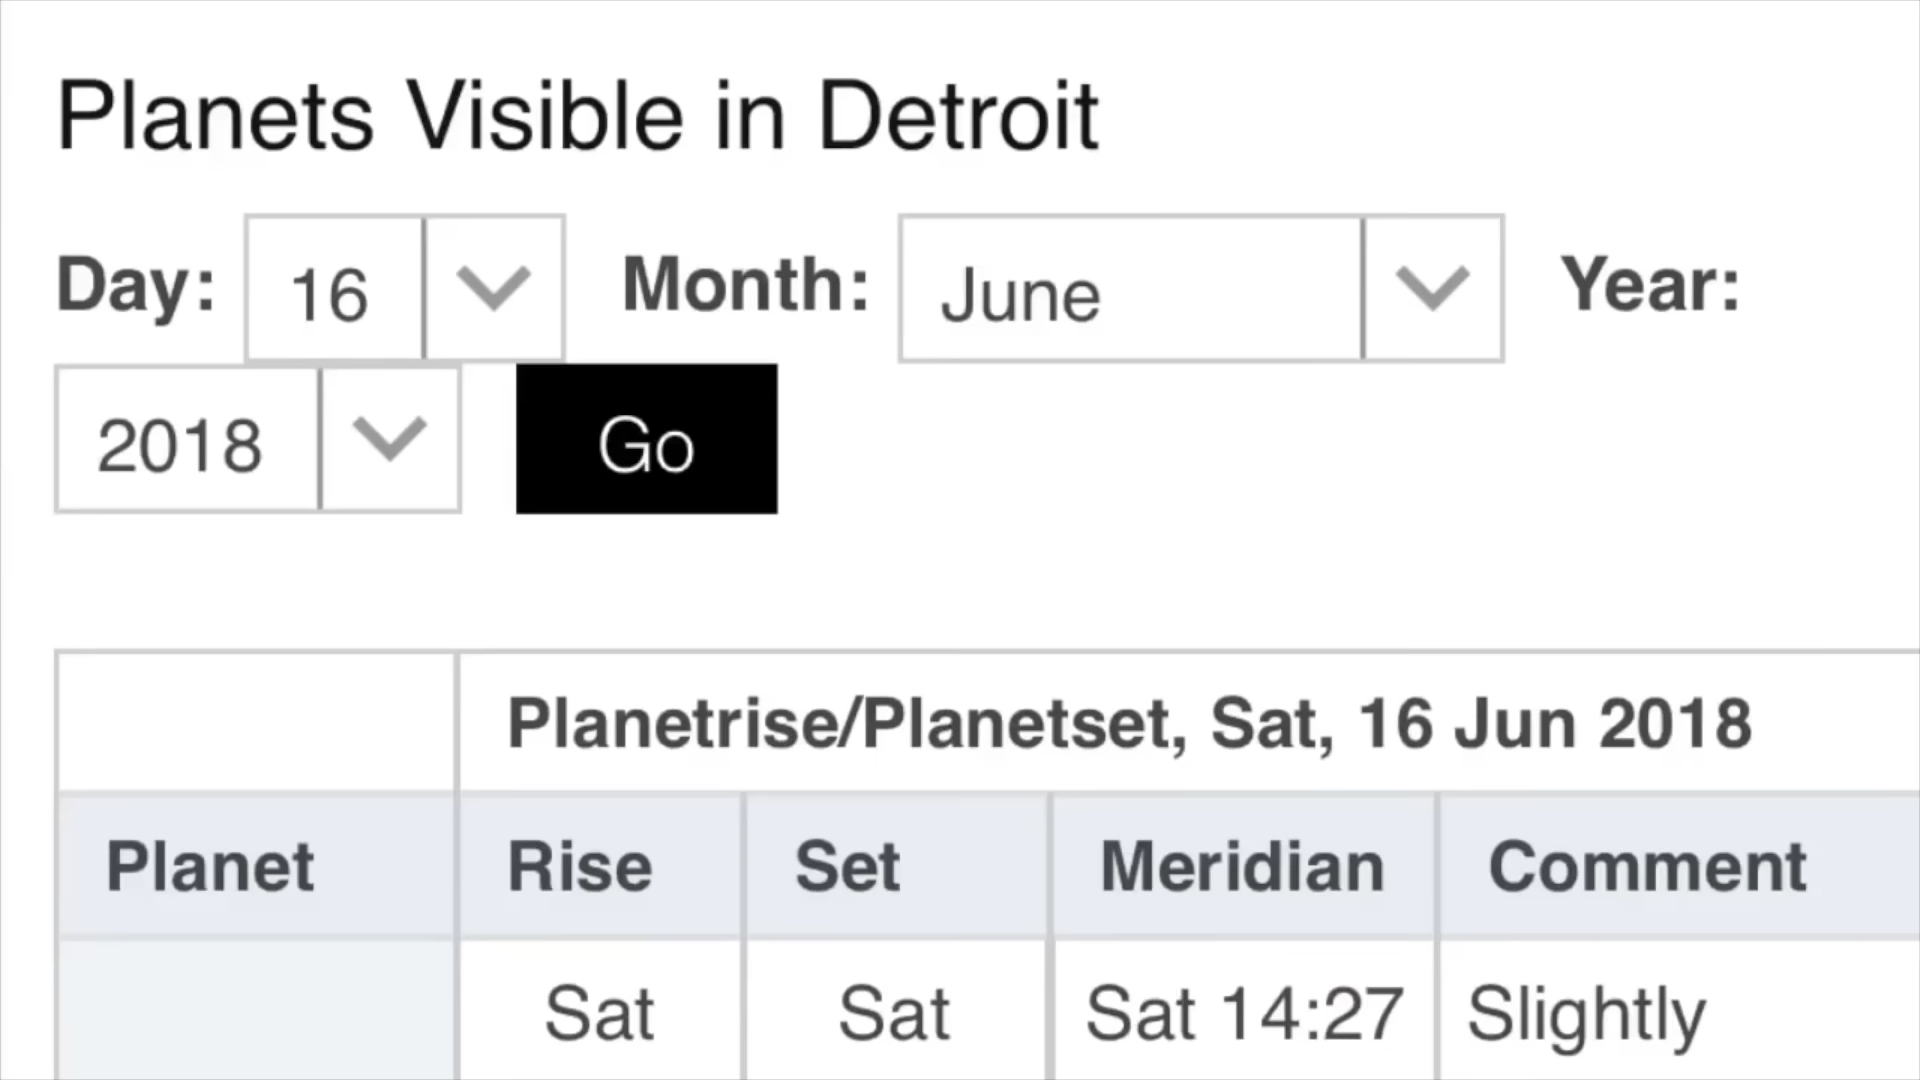 Planets Visible in Detroit
Day: 16 Month: June Year:
2018 Go
Planetrise/Planetset, Sat, 16 Jun 2018
Planet Rise Set Meridian Comment
Sat Sat Sat 14:27 Slightly